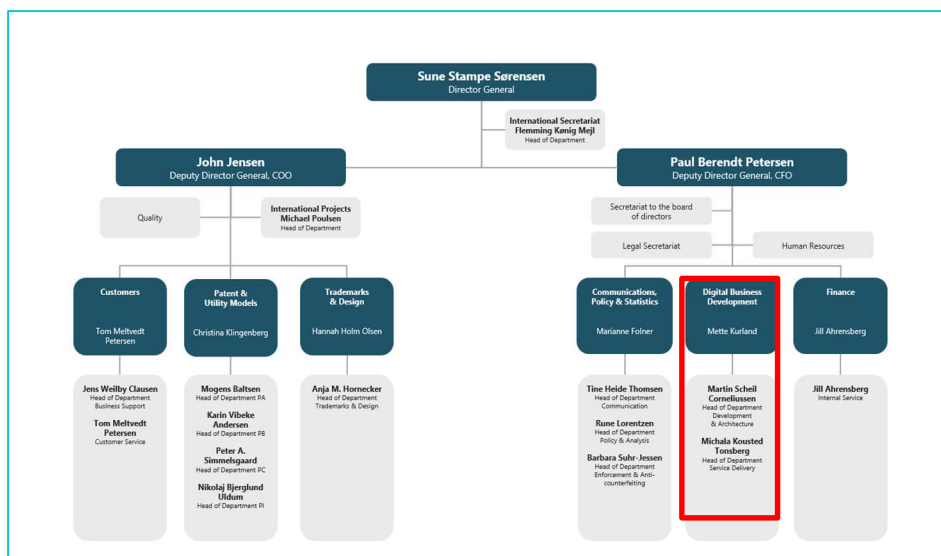 Sune Stampe Sørensen
Director General
International Secretariat
Flemming Kønig Mejl
Head of Department
John Jensen
Deputy Director General, COO
Paul Berendt Petersen
Deputy Director General, CFO
Quality
International Projects
Michael Poulsen
Head of Department
Secretariat to the board
of directors
Legal Secretariat
Human Resources
Customers
Tom Meltvedt
Petersen
Patent &
Utility Models
Christina Klingenberg
Trademarks
& Design
Hannah Holm Olsen
Communications,
Policy & Statistics
Marianne Folner
Digital Business
Development
Mette Kurland
Finance
Jill Ahrensberg
Jens Weilby Clausen
Head of Department
Business Support
Tom Meltvedt
Petersen
Customer Service
Mogens Baltsen
Head of Department PA
Karin Vibeke
Andersen
Head of Department PB
Peter A.
Simmelsgaard
Head of Department PC
Nikolaj Bjerglund
Uldum
Head of Department PI
Anja M. Hornecker
Head of Department
Trademarks & Design
Tine Heide Thomsen
Head of Department
Communication
Rune Lorentzen
Head of Department
Policy & Analysis
Barbara Suhr-Jessen
Head of Department
Enforcement & Anti-
counterfeiting
Martin Scheil
Corneliussen
Head of Department
Development
& Architecture
Michala Kousted
Tonsberg
Head of Department
Service Delivery
Jill Ahrensberg
Internal Service